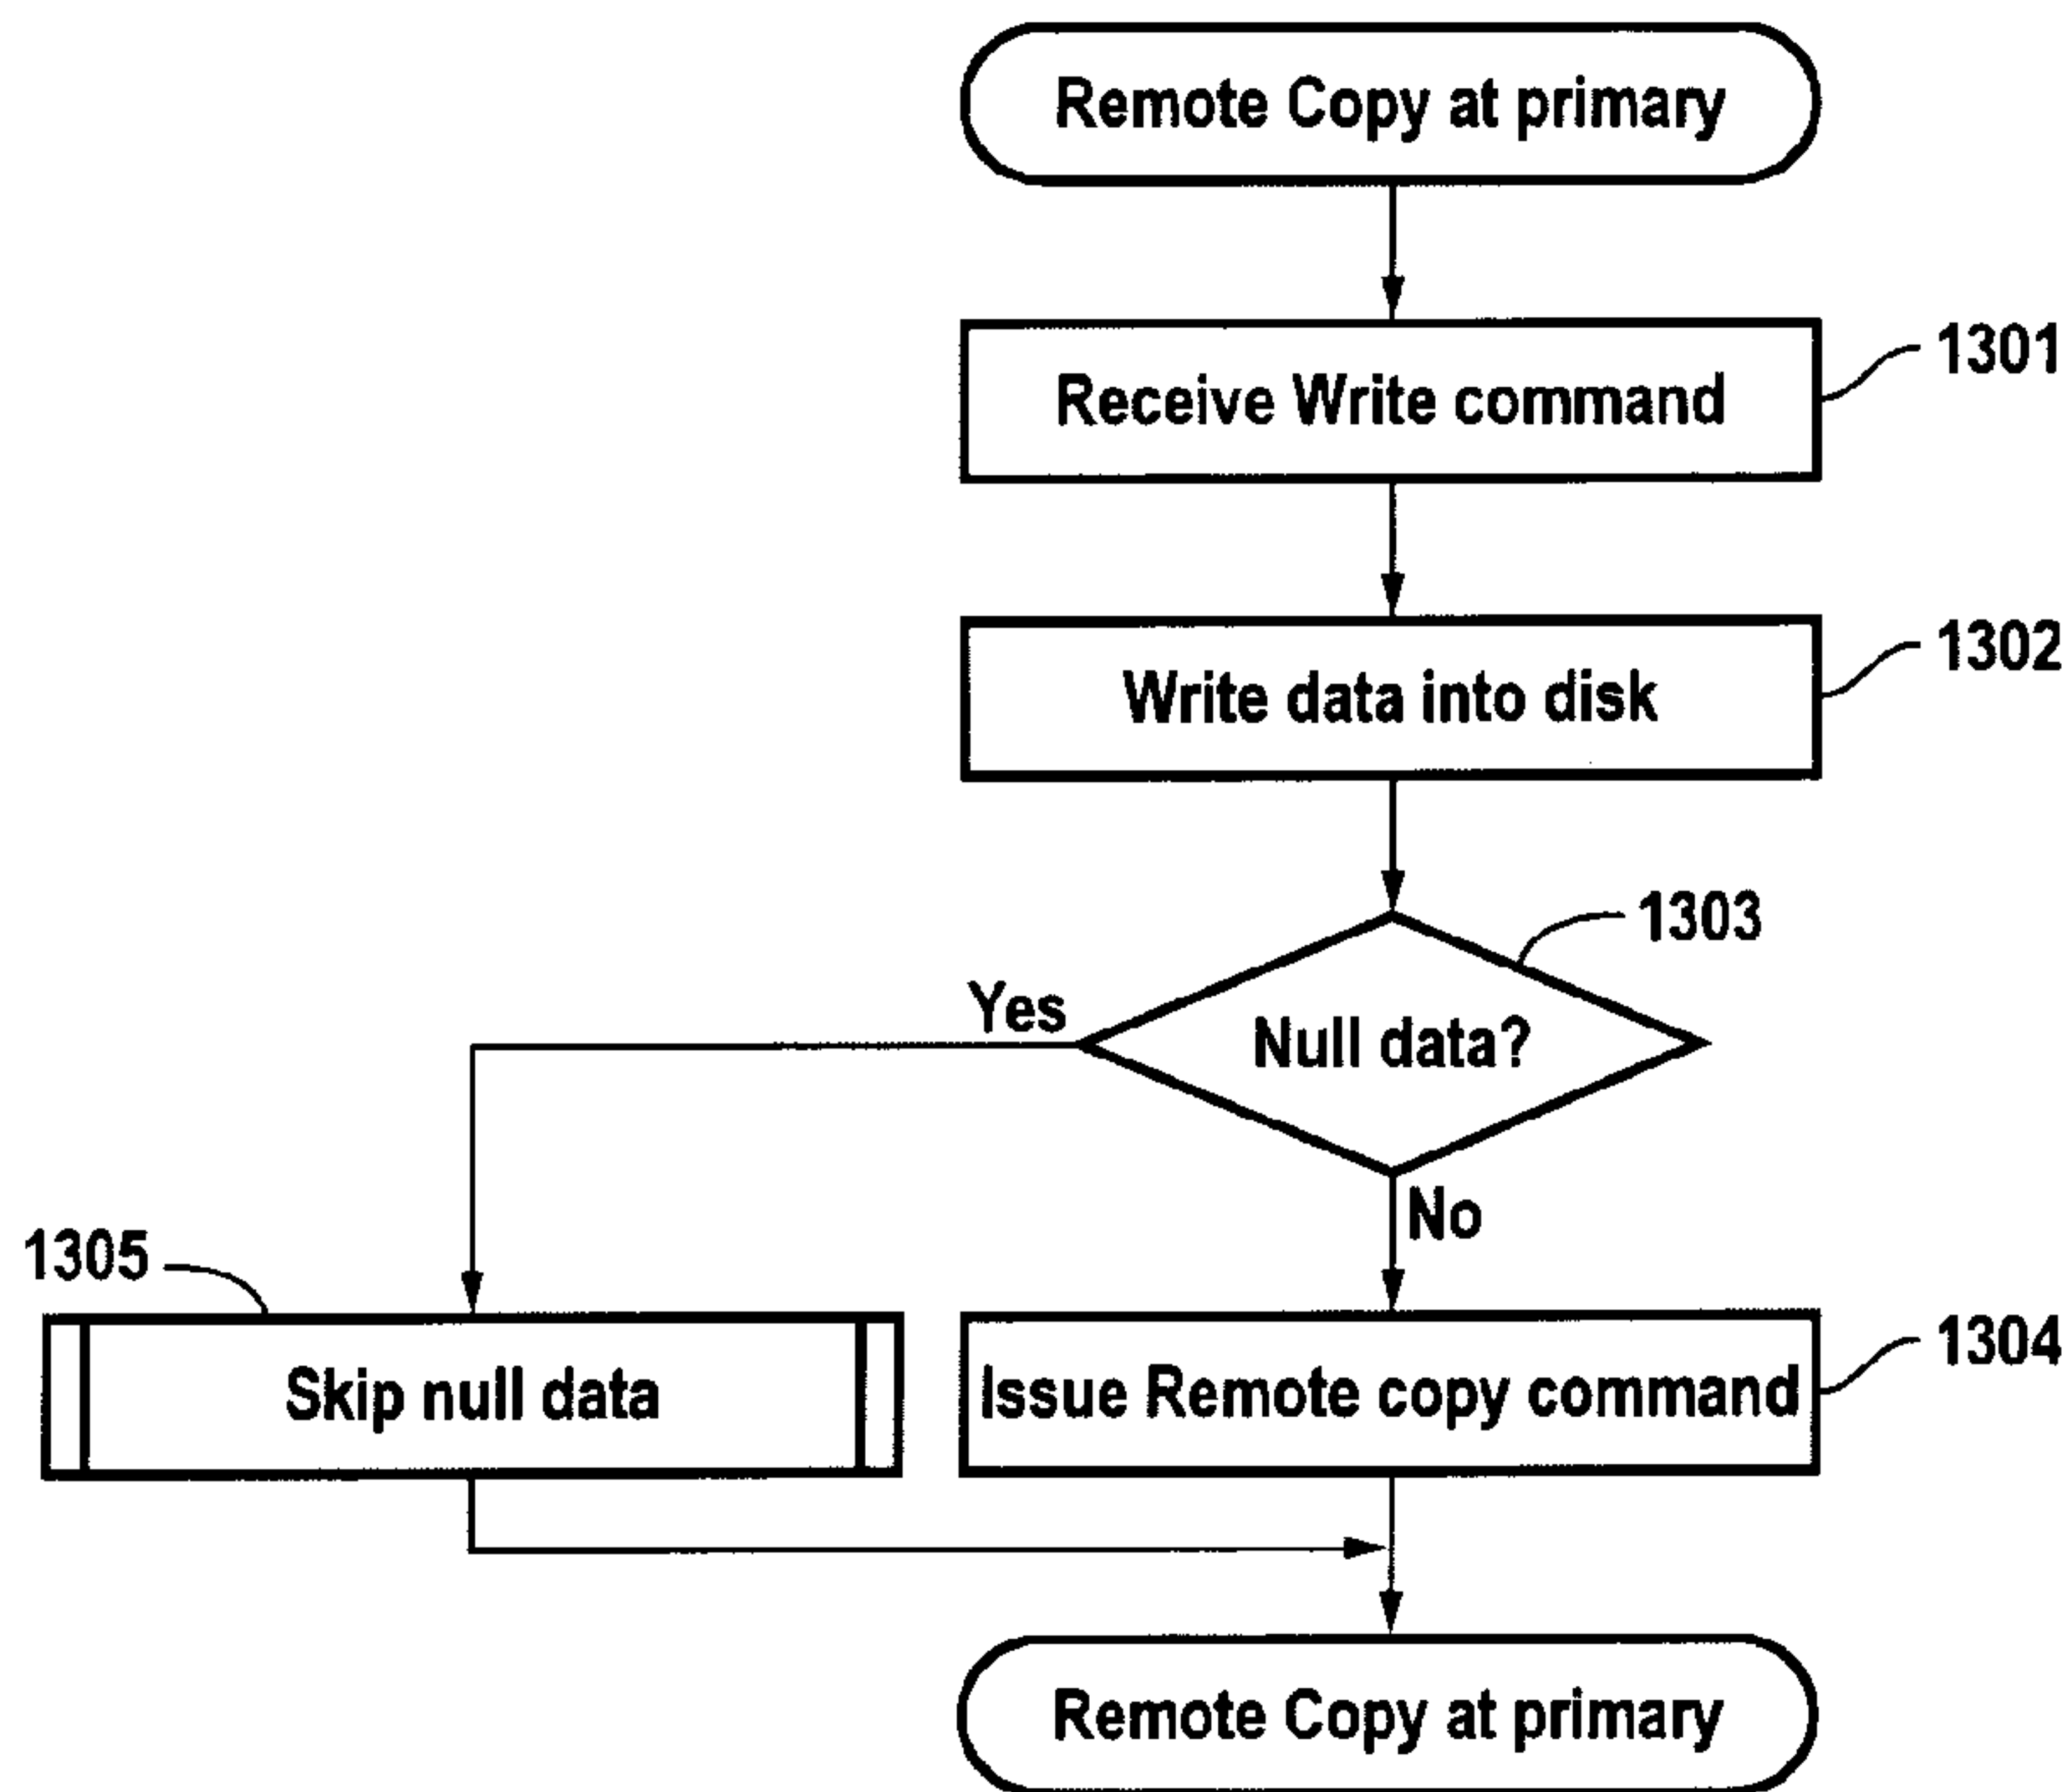 Remote Copy at primary
1301
Receive Write command
1302
Write data into disk
1303
Yes
Null data?
No
1305
1304
Skip null data
Issue Remote copy command
Remote Copy at primary